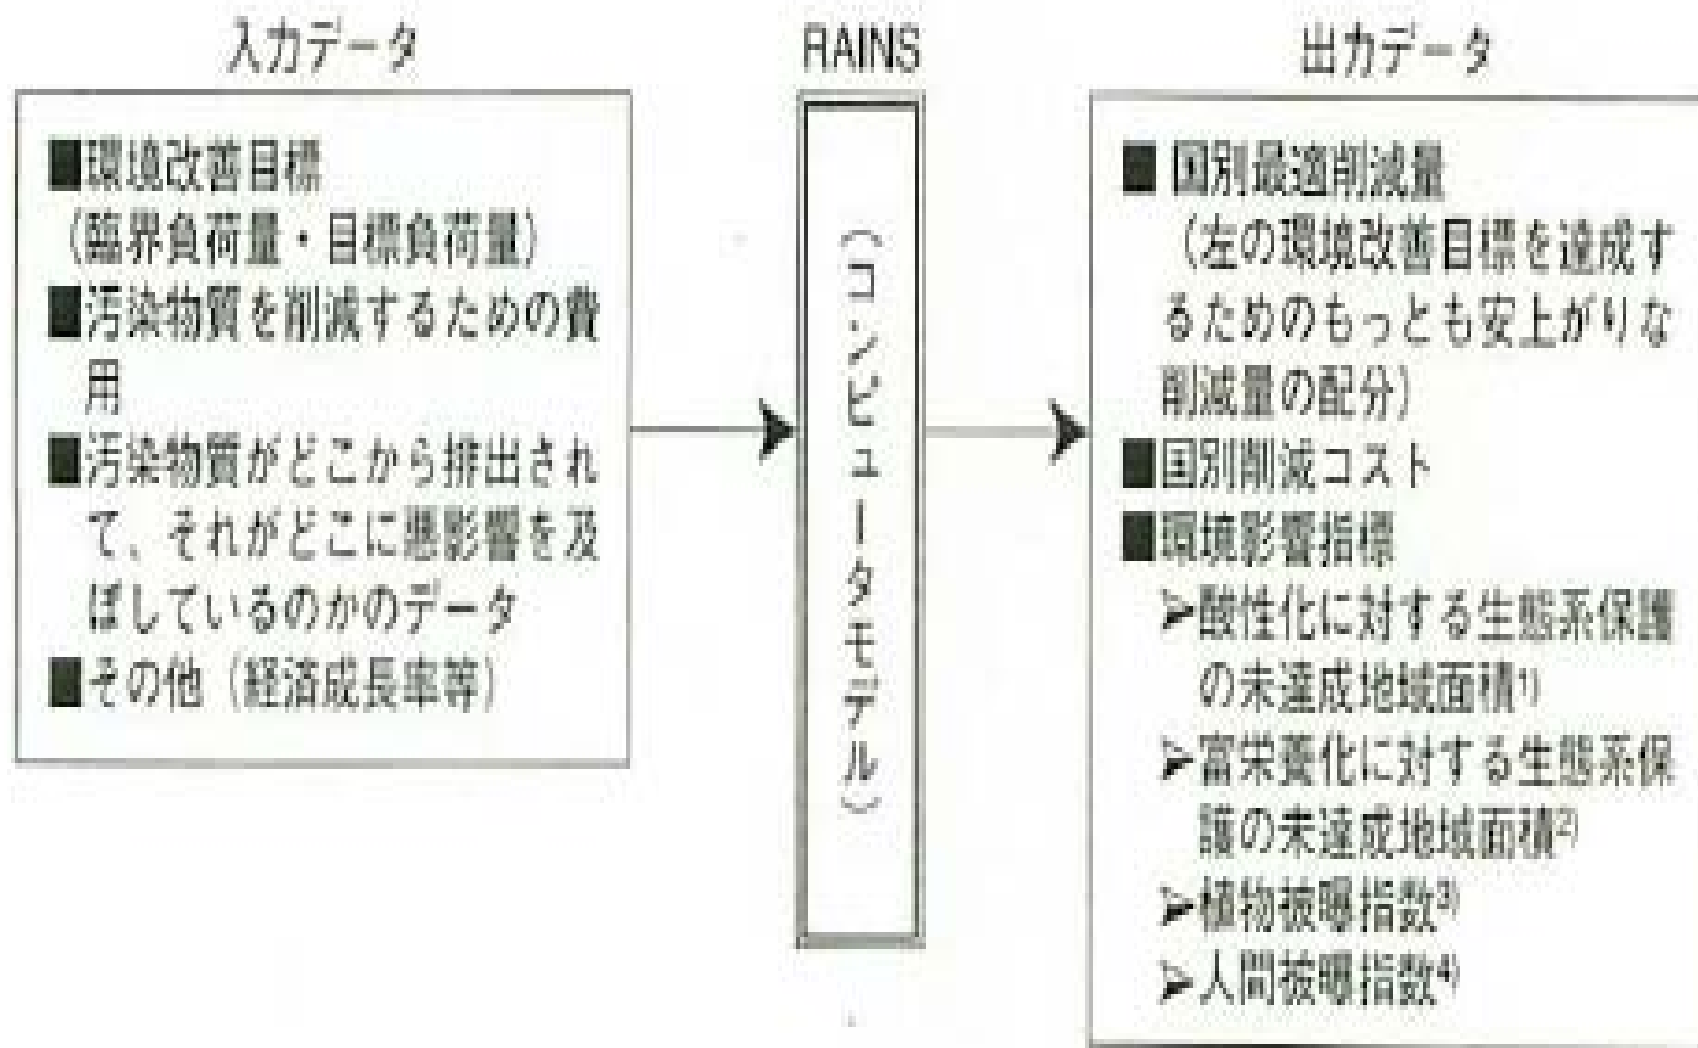 入力データ
■環境改善目標
(臨界負荷量・目標負荷量)
■汚染物質を削減するための費
用
■汚染物質がどこから排出され
て、それがどこに悪影響を及
ぼしているのかのデータ
■その他（経済成長率等）
RAINS
（コンピュータモデル）
出力データ
■国別最適削減量
（左の環境改善目標を達成す
るためのもっとも安上がりな
削減量の配分）
■国別削減コスト
■環境影響指標
➢酸性化に対する生態系保護
の未達成地域面積1)
➢富栄養化に対する生態系保
護の未達成地域面積2)
➢植物被曝指数3)
➢人間被曝指数4)